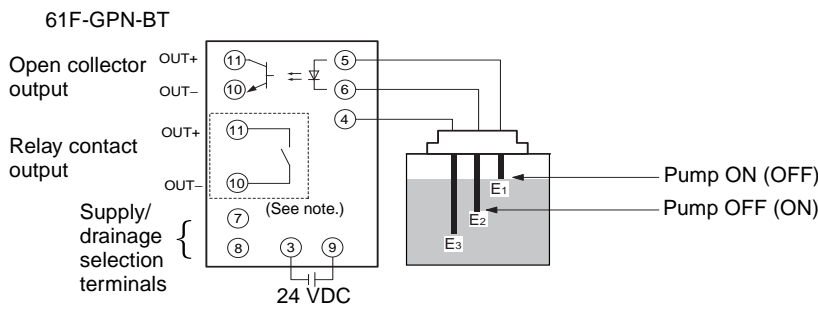 61F-GPN-BT
Open collector
output
OUT+
OUT−
11
10
5
6
4
Relay contact
output
OUT+
OUT−
11
10
(See note.)
Supply/
drainage
selection
terminals
7
8
3
9
24 VDC
E1
E2
E3
Pump ON (OFF)
Pump OFF (ON)